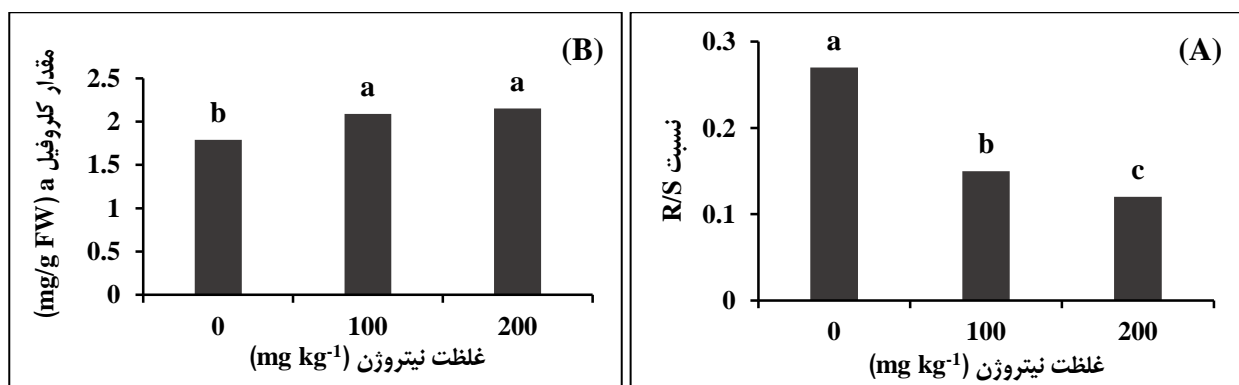 (B)
مقدار کلروفیل a (mg/g FW)
2.5
2
1.5
1
0.5
0
b
a
a
0 100 200
غلظت نیتروژن (mg kg⁻¹)
(A)
نسبت R/S
0.3
0.2
0.1
0
a
b
c
0 100 200
غلظت نیتروژن (mg kg⁻¹)